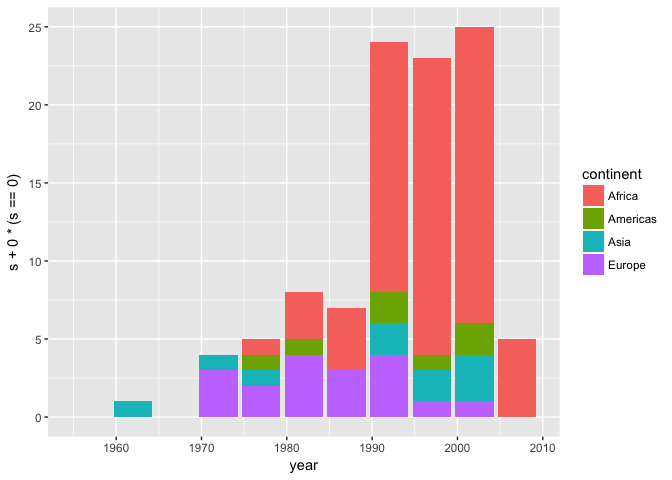 25
20
15
10
5
0
s + 0 * (s == 0)
1960 1970 1980 1990 2000 2010
year
continent
Africa
Americas
Asia
Europe